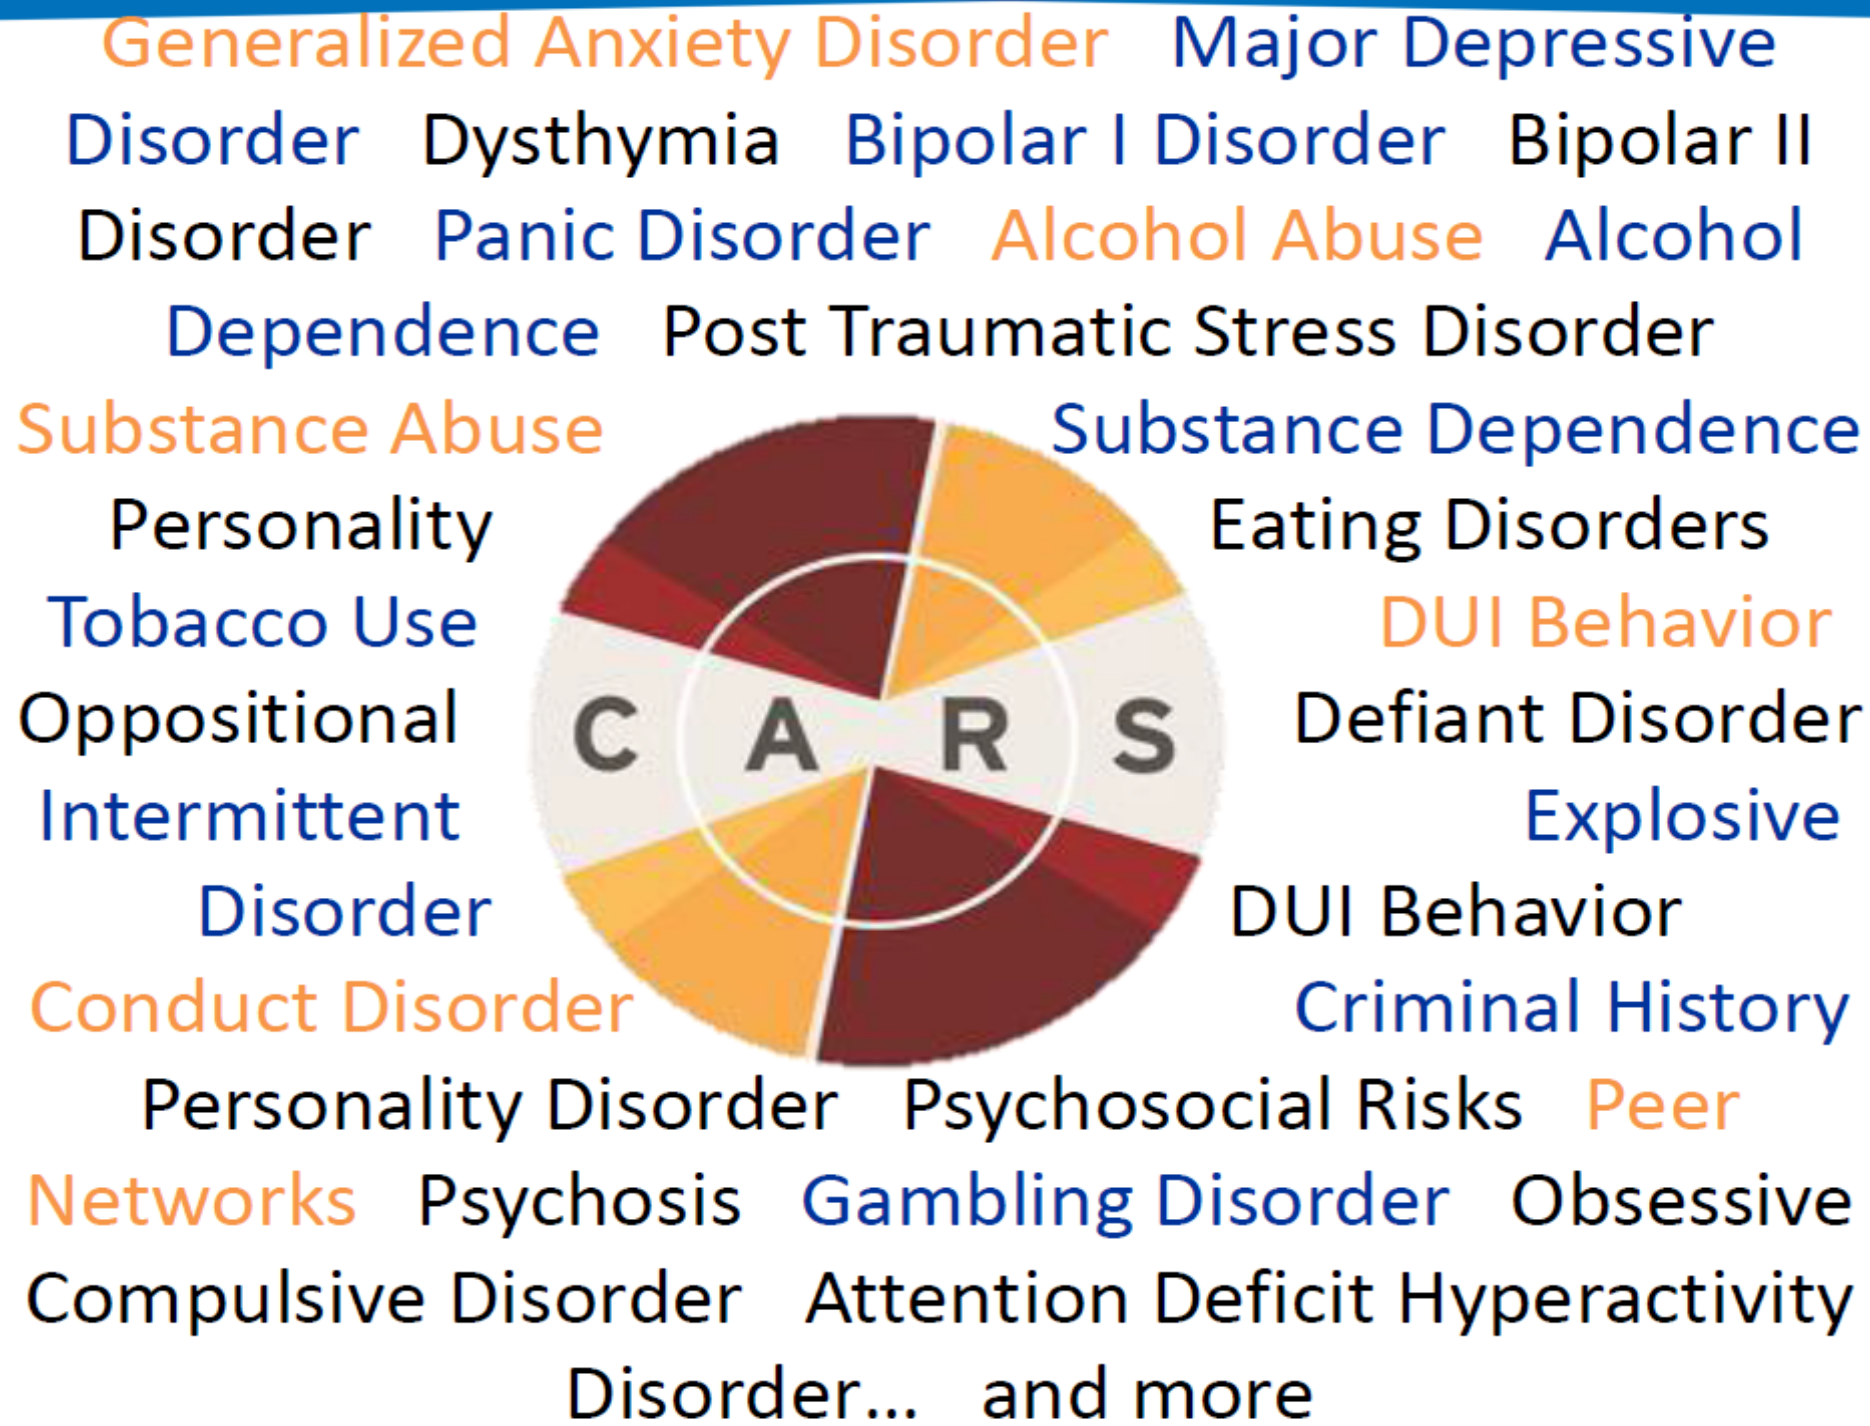 Generalized Anxiety Disorder Major Depressive
Disorder Dysthymia Bipolar I Disorder Bipolar II
Disorder Panic Disorder Alcohol Abuse Alcohol
Dependence Post Traumatic Stress Disorder
Substance Abuse Substance Dependence
Personality Eating Disorders
Tobacco Use DUI Behavior
Oppositional Defiant Disorder
C A R S
Intermittent Explosive
Disorder DUI Behavior
Conduct Disorder Criminal History
Personality Disorder Psychosocial Risks Peer
Networks Psychosis Gambling Disorder Obsessive
Compulsive Disorder Attention Deficit Hyperactivity
Disorder... and more